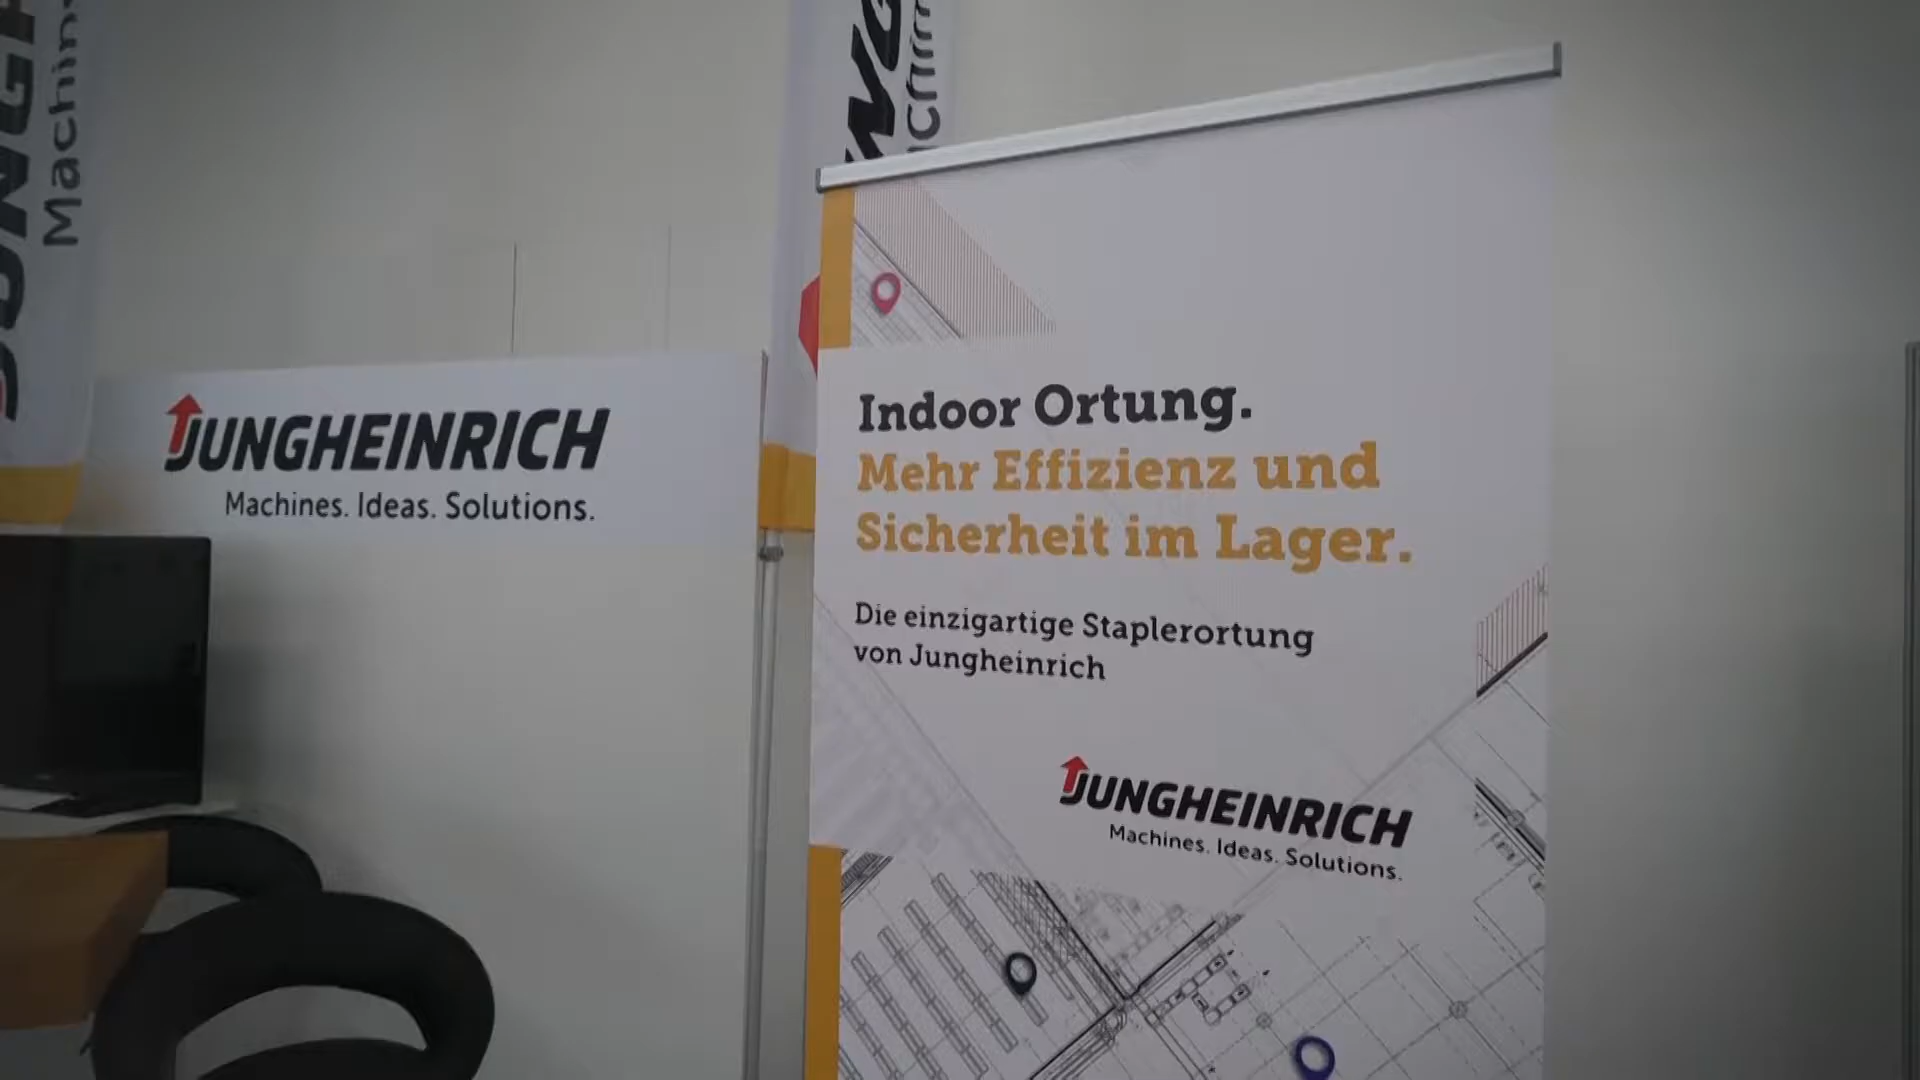 Machin
JUNGHEINRICH
Machines. Ideas. Solutions.
Indoor Ortung.
Mehr Effizienz und
Sicherheit im Lager.
Die einzigartige Staplerortung
von Jungheinrich
JUNGHEINRICH
Machines. Ideas. Solutions.